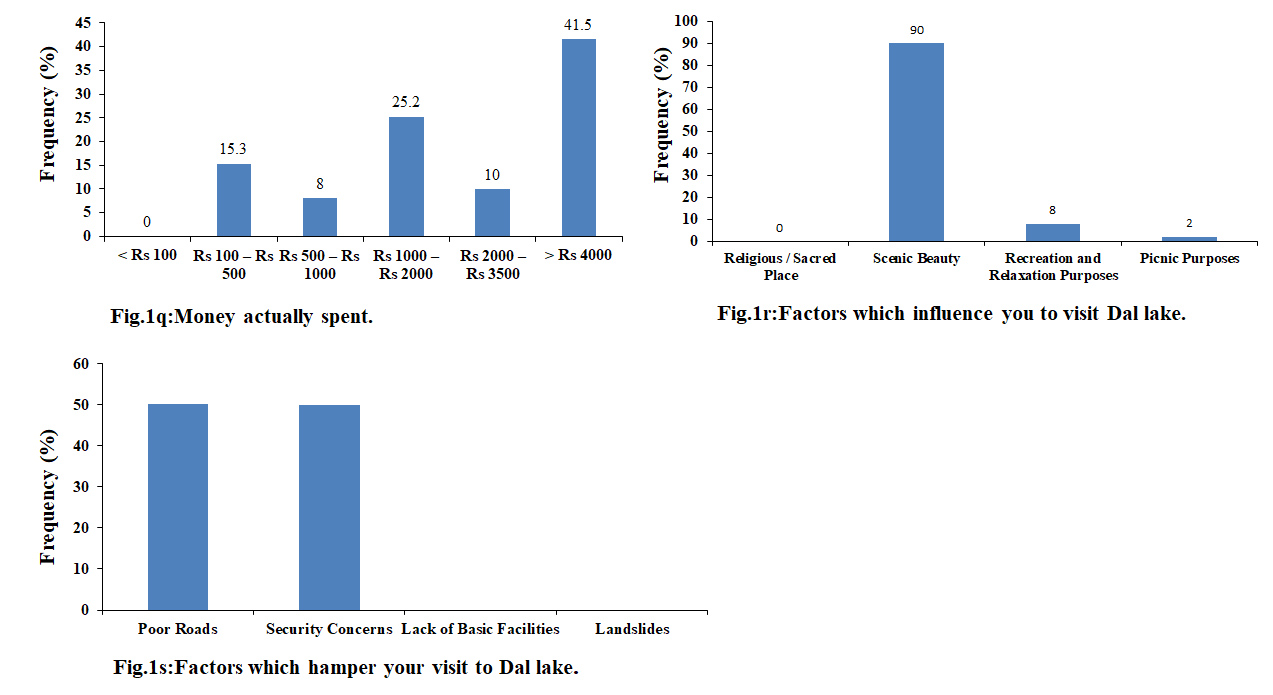 45
40
35
30
25
20
15
10
5
0
Frequency (%)
0
15.3
8
25.2
10
41.5
< Rs 100
Rs 100 – Rs
500
Rs 500 – Rs
1000
Rs 1000 –
Rs 2000
Rs 2000 –
Rs 3500
> Rs 4000
Fig.1q:Money actually spent.
100
90
80
70
60
50
40
30
20
10
0
Frequency (%)
0
90
8
2
Religious / Sacred
Place
Scenic Beauty
Recreation and
Relaxation Purposes
Picnic Purposes
Fig.1r:Factors which influence you to visit Dal lake.
60
50
40
30
20
10
0
Frequency (%)
Poor Roads
Security Concerns
Lack of Basic Facilities
Landslides
Fig.1s:Factors which hamper your visit to Dal lake.